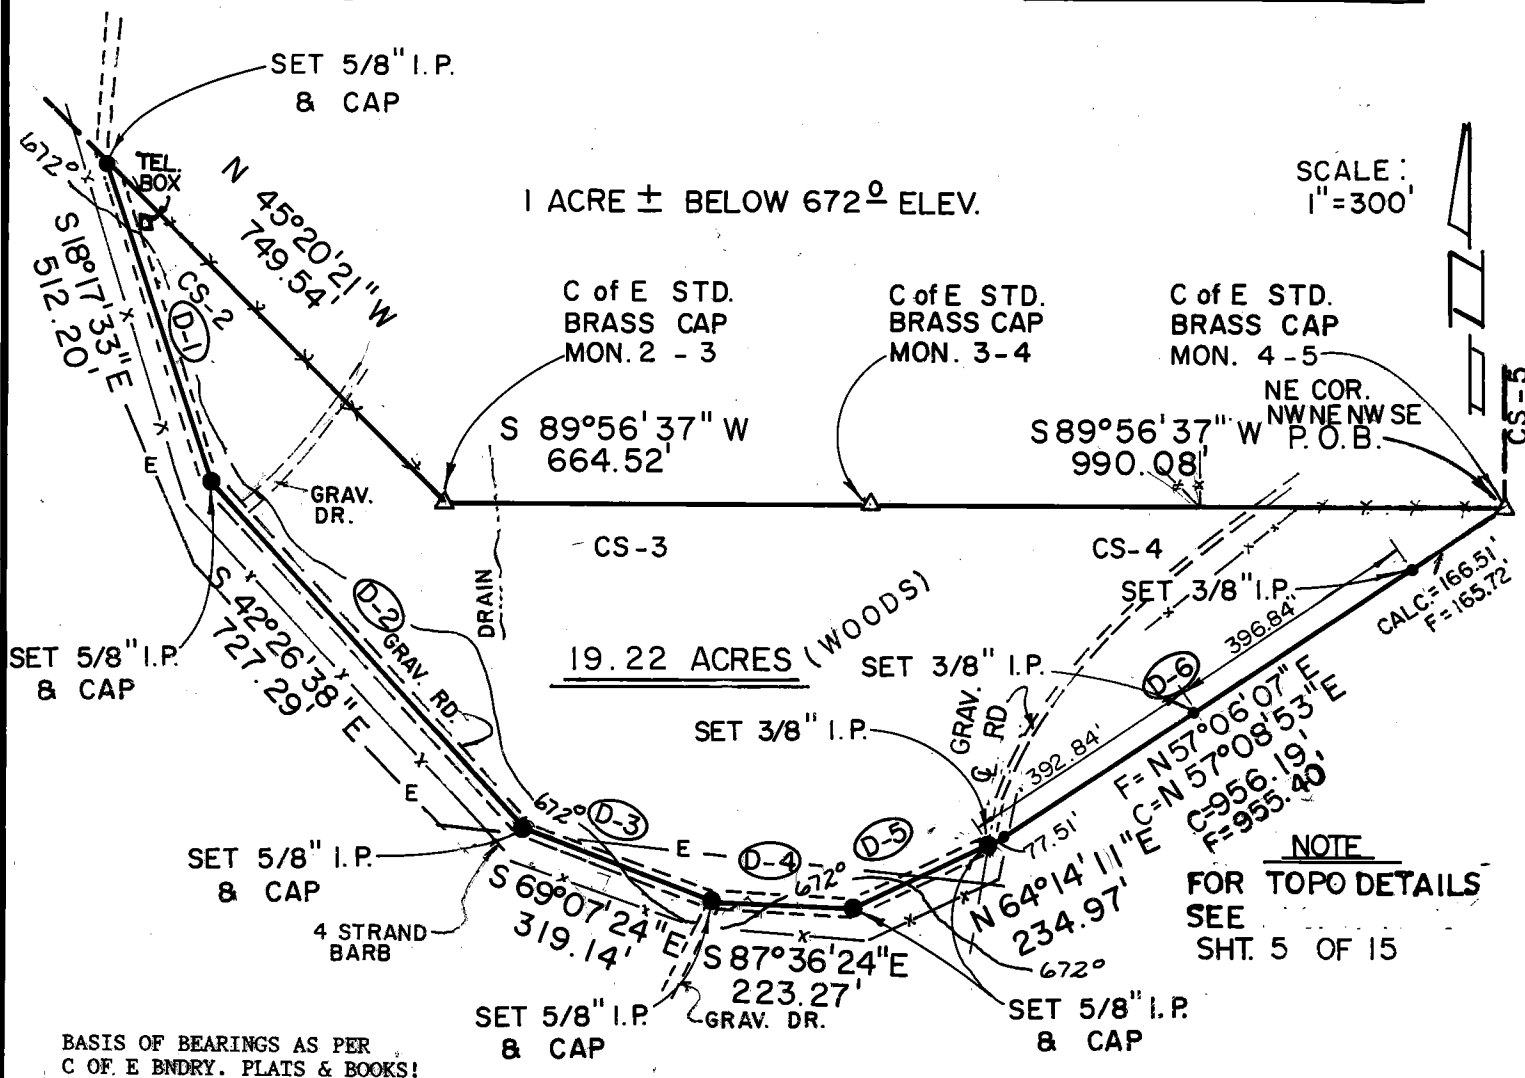 SET 5/8" I.P.
& CAP
672°
TEL.
BOX
N 45°20'21" W
749.54'
1 ACRE ± BELOW 672° ELEV.
SCALE:
1"=300'
S18°17'33"E
512.20'
CS-2
D-1
C of E STD.
BRASS CAP
MON. 2 - 3
C of E STD.
BRASS CAP
MON. 3-4
C of E STD.
BRASS CAP
MON. 4-5
NE COR.
NW NE NW SE
P.O.B.
CS-5
S 89°56'37" W
664.52'
S 89°56'37" W
990.08'
E
GRAV.
DR.
DRAIN
CS-3
CS-4
SET 3/8" I.P.
CALC.=166.51'
F=165.72'
396.84'
D-2
GRAV. RD.
S 42°26'38"E
727.29'
SET 5/8" I.P.
& CAP
19.22 ACRES (WOODS)
SET 3/8" I.P.
D-6
GRAV.
RD.
SET 3/8" I.P.
392.84'
F=N57°06'07"E
C=N57°08'53"E
C=956.19'
F=955.40'
E
672°
D-3
E
D-4
672°
D-5
77.51'
N 64°14'11"E
234.97'
NOTE
FOR TOPO DETAILS
SEE
SHT. 5 OF 15
SET 5/8" I.P.
& CAP
4 STRAND
BARB
S 69°07'24"E
319.14'
S 87°36'24"E
223.27'
672°
SET 5/8" I.P.
& CAP
GRAV. DR.
SET 5/8" I.P.
& CAP
BASIS OF BEARINGS AS PER
C OF E BNDRY. PLATS & BOOKS!